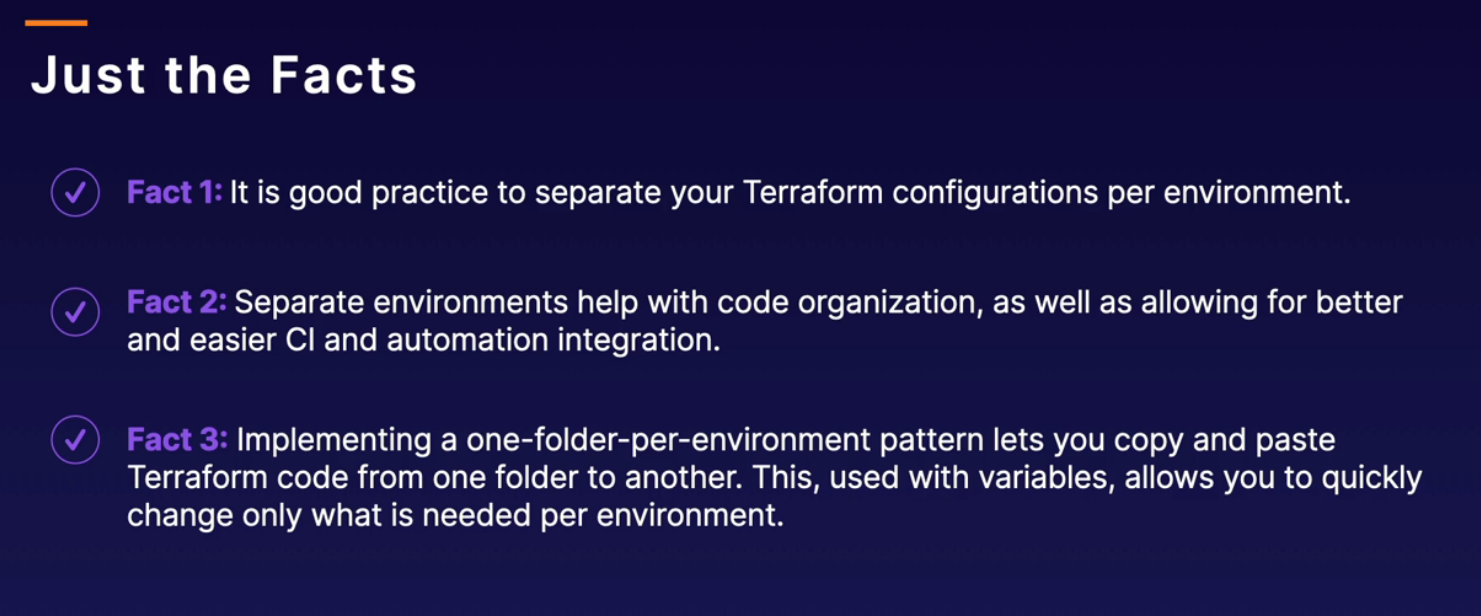 Just the Facts
Fact 1: It is good practice to separate your Terraform configurations per environment.
Fact 2: Separate environments help with code organization, as well as allowing for better
and easier CI and automation integration.
Fact 3: Implementing a one-folder-per-environment pattern lets you copy and paste
Terraform code from one folder to another. This, used with variables, allows you to quickly
change only what is needed per environment.